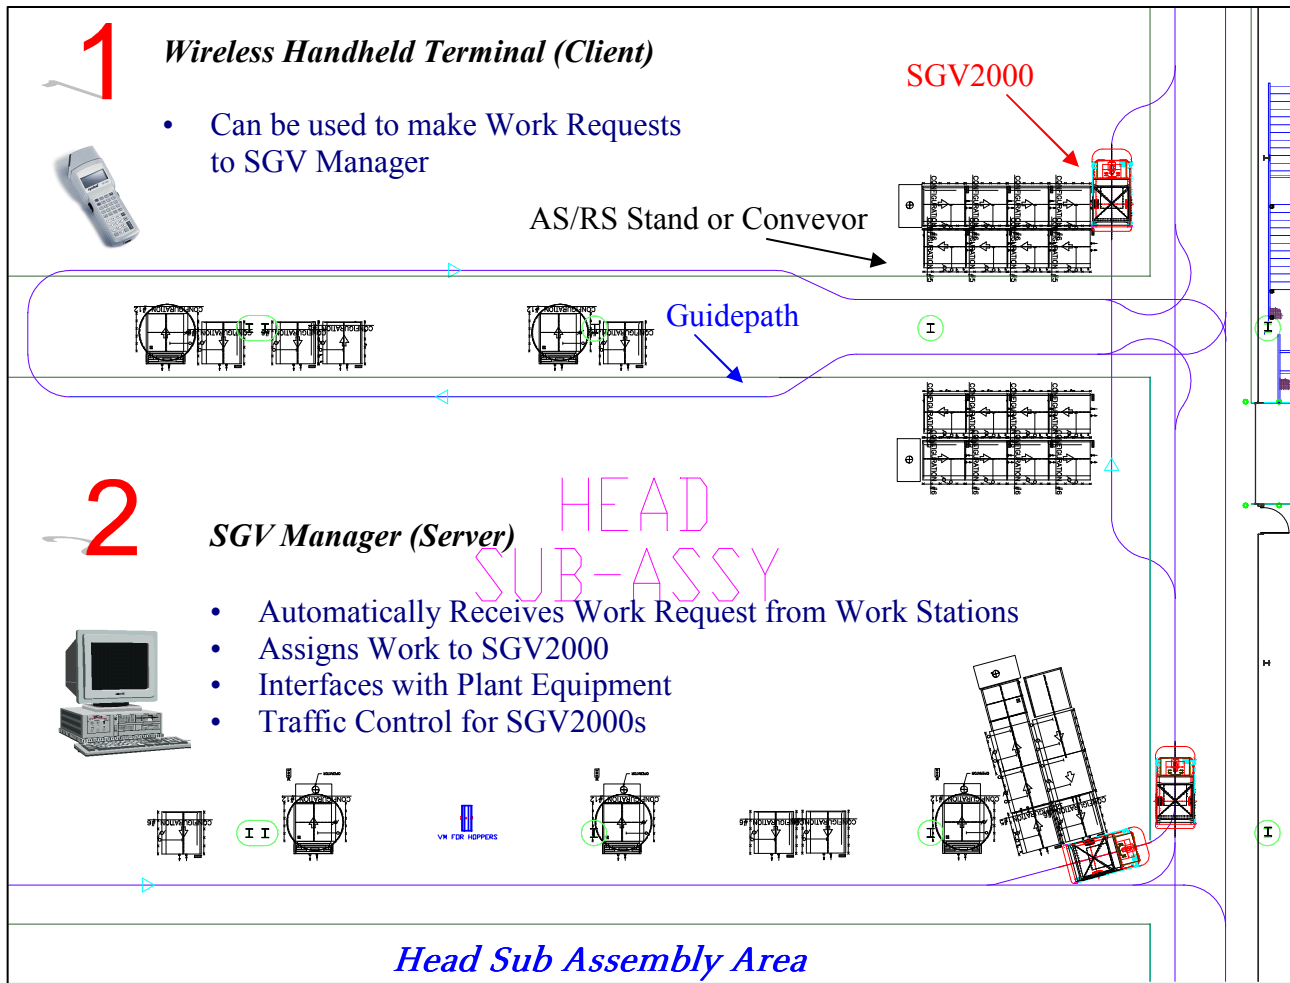 1
Wireless Handheld Terminal (Client)
• Can be used to make Work Requests
to SGV Manager
SGV2000
AS/RS Stand or Conveyor
Guidepath
HEAD
SUB-ASSY
2
SGV Manager (Server)
• Automatically Receives Work Request from Work Stations
• Assigns Work to SGV2000
• Interfaces with Plant Equipment
• Traffic Control for SGV2000s
VM FOR HOPPERS
Head Sub Assembly Area